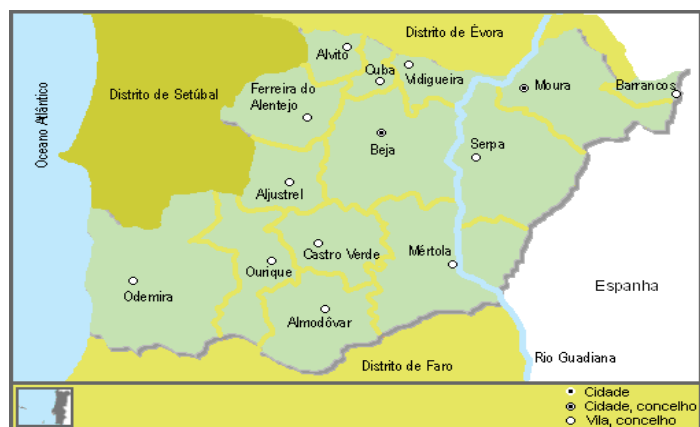 Distrito de Évora
Alvito
Cuba
Vidigueira
Moura
Barrancos
Ferreira do
Alentejo
Distrito de Setúbal
Oceano Atlântico
Beja
Serpa
Aljustrel
Castro Verde
Mértola
Ourique
Odemira
Almodôvar
Espanha
Distrito de Faro
Rio Guadiana
Cidade
Cidade, concelho
Vila, concelho